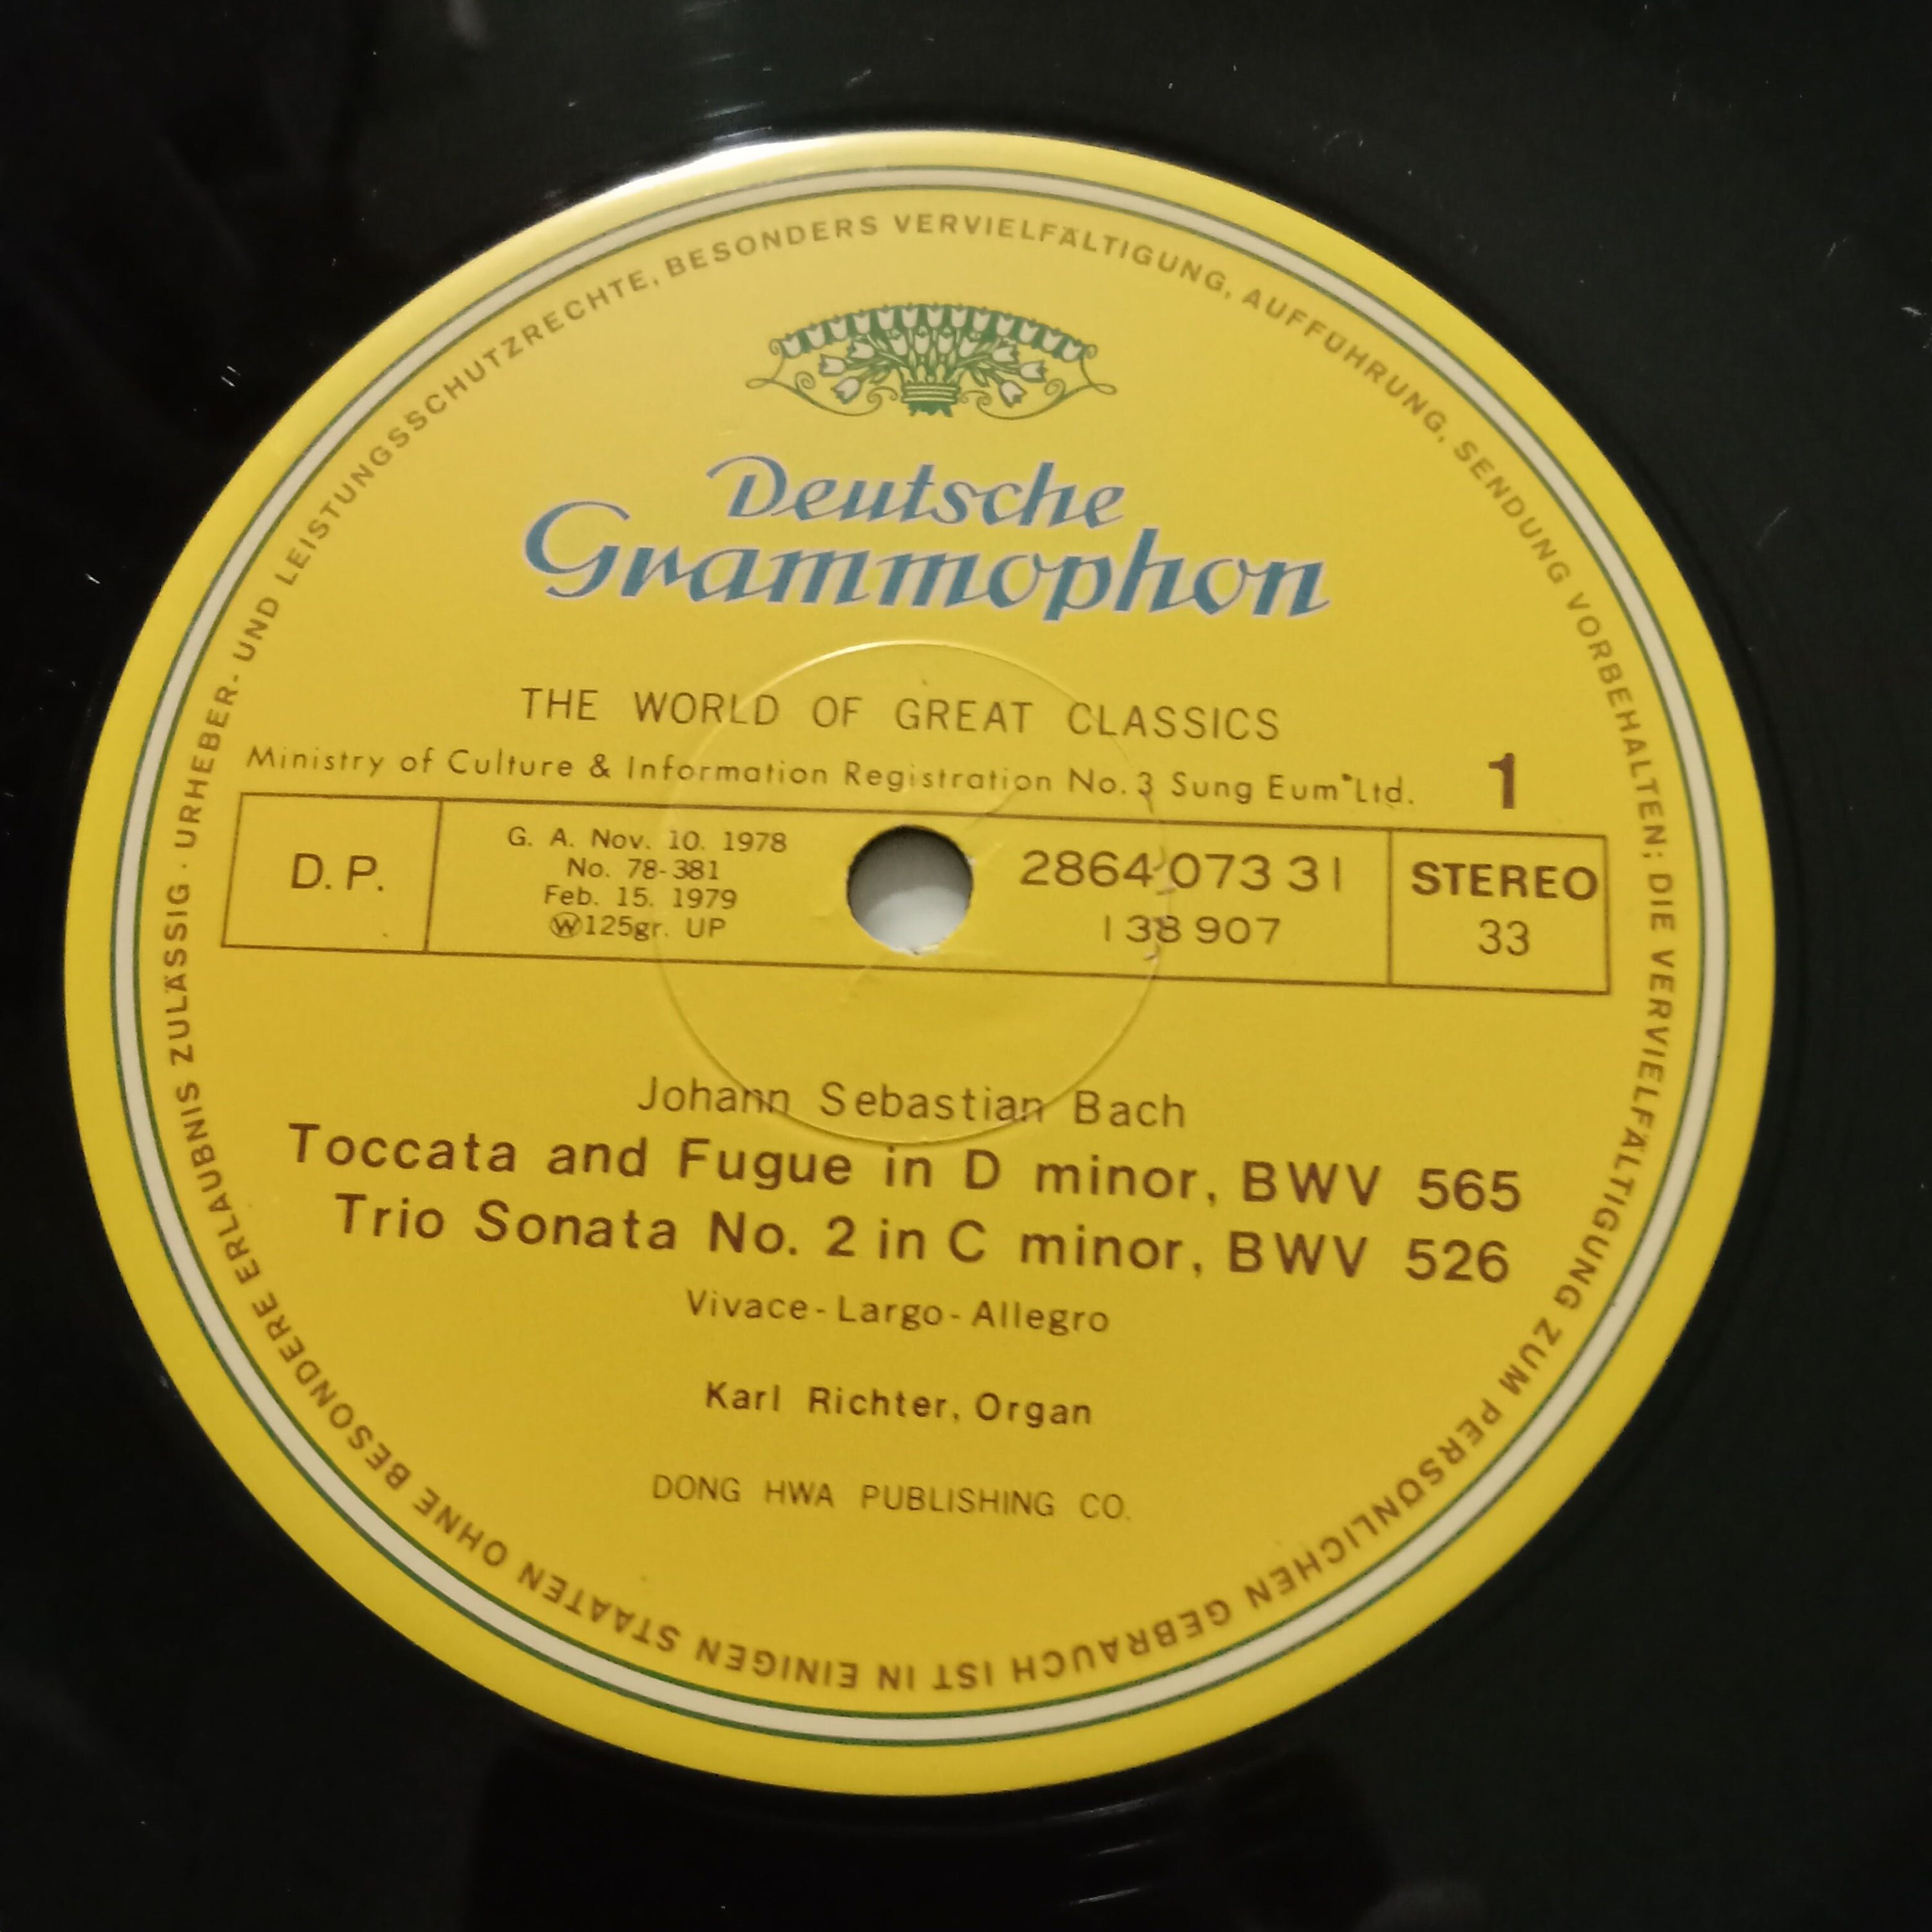 URHEBER- UND LEISTUNGSSCHUTZRECHTE, BESONDERS VERVIELFÄLTIGUNG, AUFFÜHRUNG, SENDUNG VORBEHALTEN; DIE VERVIELFÄLTIGUNG ZUM PERSÖNLICHEN GEBRAUCH IST IN EINIGEN STAATEN OHNE BESONDERE ERLAUBNIS ZULÄSSIG ·
Deutsche
Grammophon
THE WORLD OF GREAT CLASSICS
Ministry of Culture & Information Registration No. 3 Sung Eum Ltd.
1
D. P.
G. A. Nov. 10. 1978
No. 78-381
Feb. 15. 1979
Ⓦ125gr. UP
2864 073 31
138 907
STEREO
33
Johann Sebastian Bach
Toccata and Fugue in D minor, BWV 565
Trio Sonata No. 2 in C minor, BWV 526
Vivace - Largo - Allegro
Karl Richter, Organ
DONG HWA PUBLISHING CO.